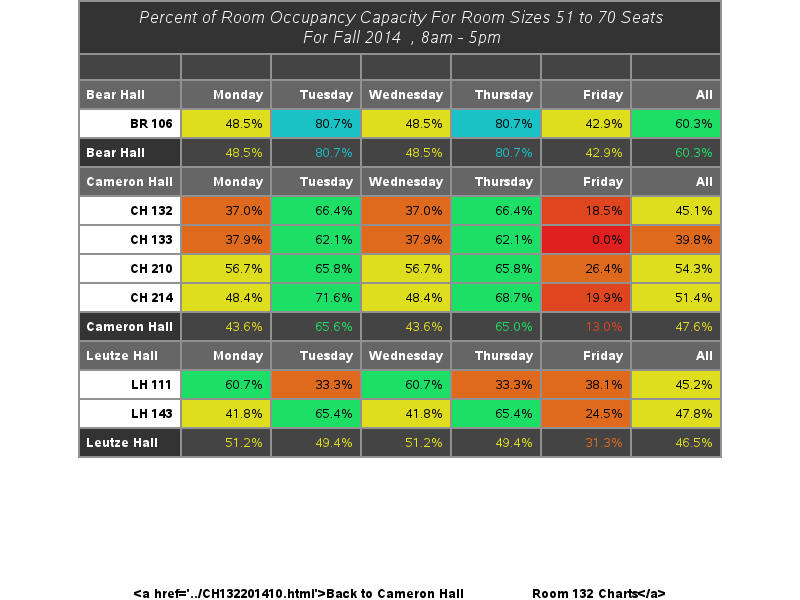 Percent of Room Occupancy Capacity For Room Sizes 51 to 70 Seats
For Fall 2014 , 8am - 5pm
Bear Hall Monday Tuesday Wednesday Thursday Friday All
BR 106 48.5% 80.7% 48.5% 80.7% 42.9% 60.3%
Bear Hall 48.5% 80.7% 48.5% 80.7% 42.9% 60.3%
Cameron Hall Monday Tuesday Wednesday Thursday Friday All
CH 132 37.0% 66.4% 37.0% 66.4% 18.5% 45.1%
CH 133 37.9% 62.1% 37.9% 62.1% 0.0% 39.8%
CH 210 56.7% 65.8% 56.7% 65.8% 26.4% 54.3%
CH 214 48.4% 71.6% 48.4% 68.7% 19.9% 51.4%
Cameron Hall 43.6% 65.6% 43.6% 65.0% 13.0% 47.6%
Leutze Hall Monday Tuesday Wednesday Thursday Friday All
LH 111 60.7% 33.3% 60.7% 33.3% 38.1% 45.2%
LH 143 41.8% 65.4% 41.8% 65.4% 24.5% 47.8%
Leutze Hall 51.2% 49.4% 51.2% 49.4% 31.3% 46.5%
<a href='../CH132201410.html'>Back to Cameron Hall Room 132 Charts</a>